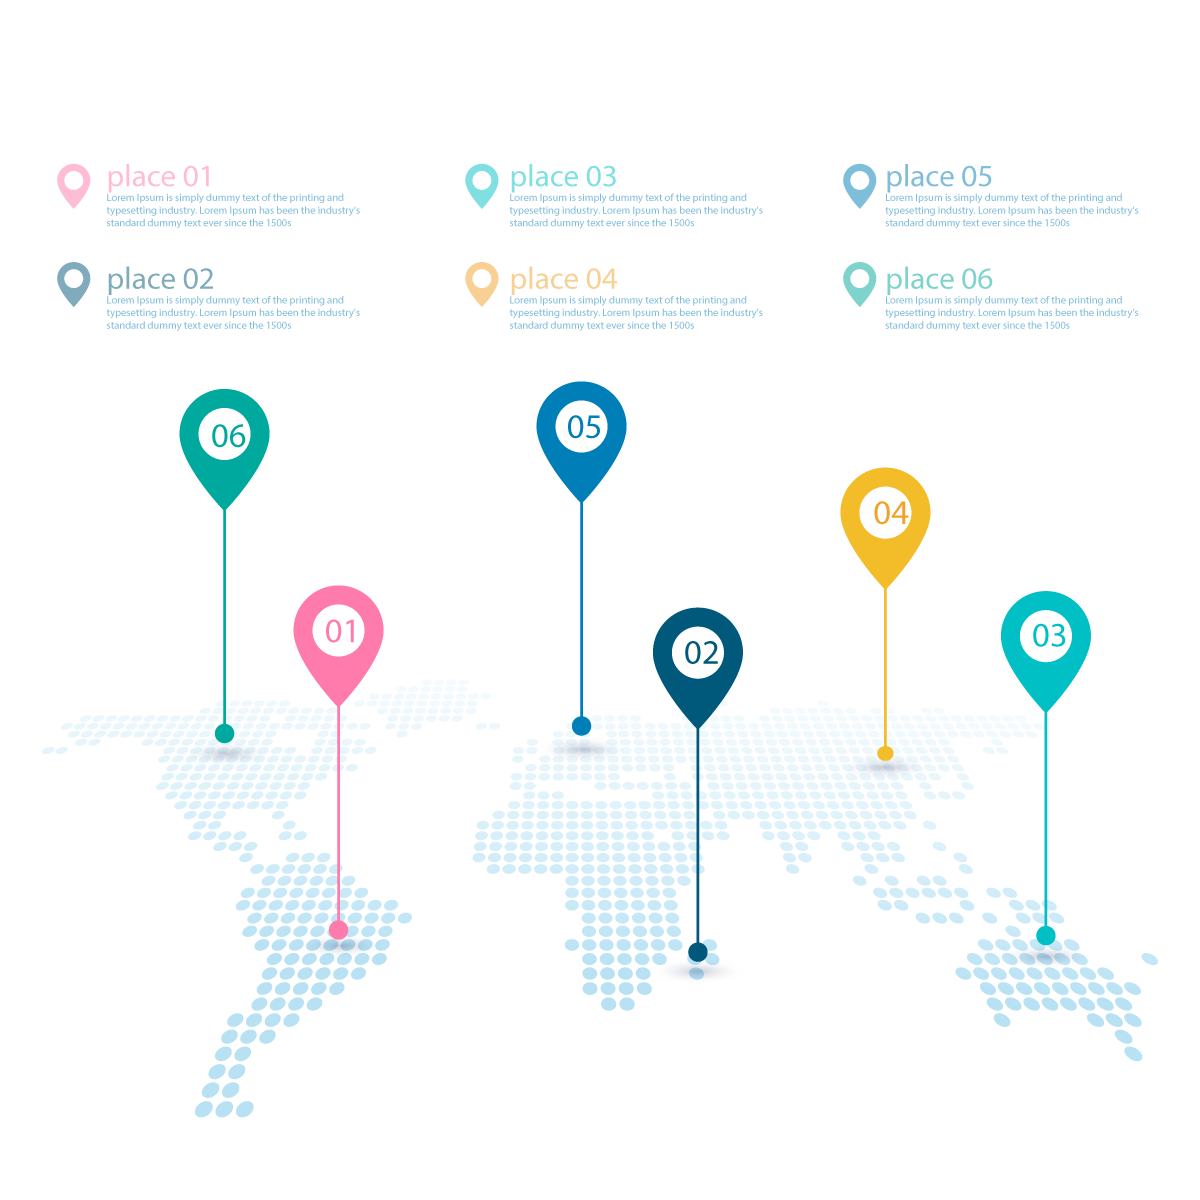 place 01
Lorem Ipsum is simply dummy text of the printing and
typesetting industry. Lorem Ipsum has been the industry's
standard dummy text ever since the 1500s
place 02
Lorem Ipsum is simply dummy text of the printing and
typesetting industry. Lorem Ipsum has been the industry's
standard dummy text ever since the 1500s
place 03
Lorem Ipsum is simply dummy text of the printing and
typesetting industry. Lorem Ipsum has been the industry's
standard dummy text ever since the 1500s
place 04
Lorem Ipsum is simply dummy text of the printing and
typesetting industry. Lorem Ipsum has been the industry's
standard dummy text ever since the 1500s
place 05
Lorem Ipsum is simply dummy text of the printing and
typesetting industry. Lorem Ipsum has been the industry's
standard dummy text ever since the 1500s
place 06
Lorem Ipsum is simply dummy text of the printing and
typesetting industry. Lorem Ipsum has been the industry's
standard dummy text ever since the 1500s
06
05
04
01
02
03